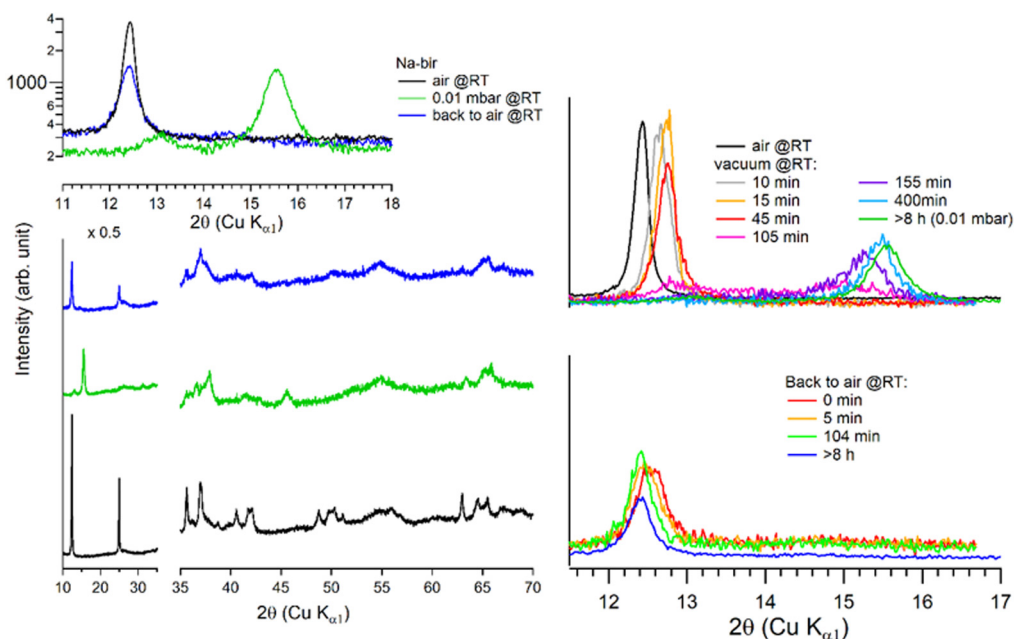 4
2
1000
6
4
2
11 12 13 14 15 16 17 18
2θ (Cu Kα1)
Na-bir
air @RT
0.01 mbar @RT
back to air @RT
x 0.5
Intensity (arb. unit)
10 20 30
35 40 45 50 55 60 65 70
2θ (Cu Kα1)
air @RT
vacuum @RT:
10 min
15 min
45 min
105 min
155 min
400min
>8 h (0.01 mbar)
Back to air @RT:
0 min
5 min
104 min
>8 h
12 13 14 15 16 17
2θ (Cu Kα1)